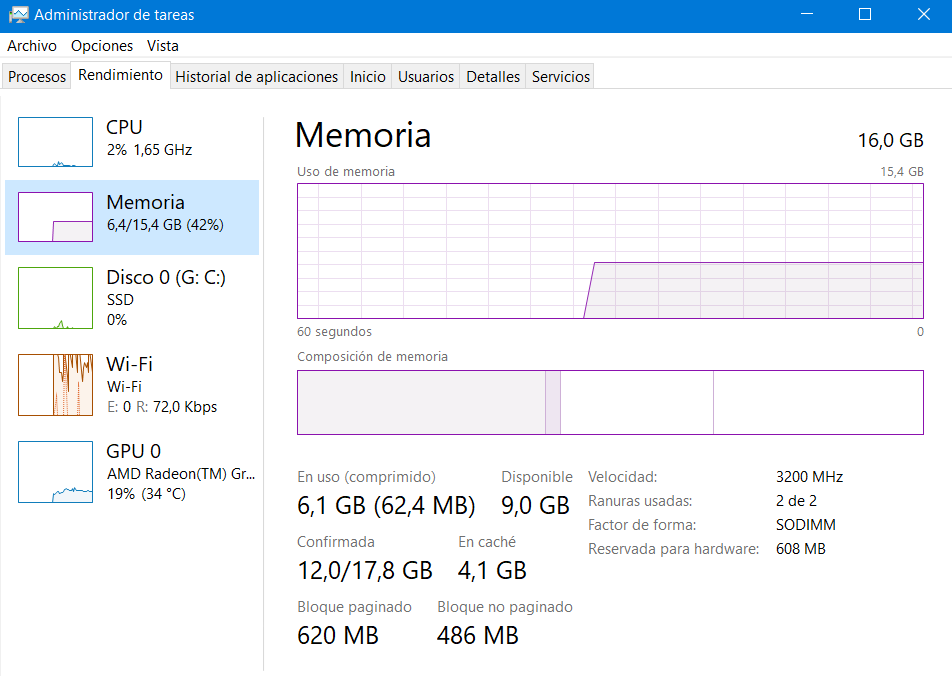 Administrador de tareas
Archivo Opciones Vista
Procesos Rendimiento Historial de aplicaciones Inicio Usuarios Detalles Servicios
CPU
2% 1,65 GHz
Memoria
6,4/15,4 GB (42%)
Disco 0 (G: C:)
SSD
0%
Wi-Fi
Wi-Fi
E: 0 R: 72,0 Kbps
GPU 0
AMD Radeon(TM) Gr...
19% (34 °C)
Memoria 16,0 GB
Uso de memoria 15,4 GB
60 segundos 0
Composición de memoria
En uso (comprimido) Disponible
6,1 GB (62,4 MB) 9,0 GB
Confirmada En caché
12,0/17,8 GB 4,1 GB
Bloque paginado Bloque no paginado
620 MB 486 MB
Velocidad: 3200 MHz
Ranuras usadas: 2 de 2
Factor de forma: SODIMM
Reservada para hardware: 608 MB